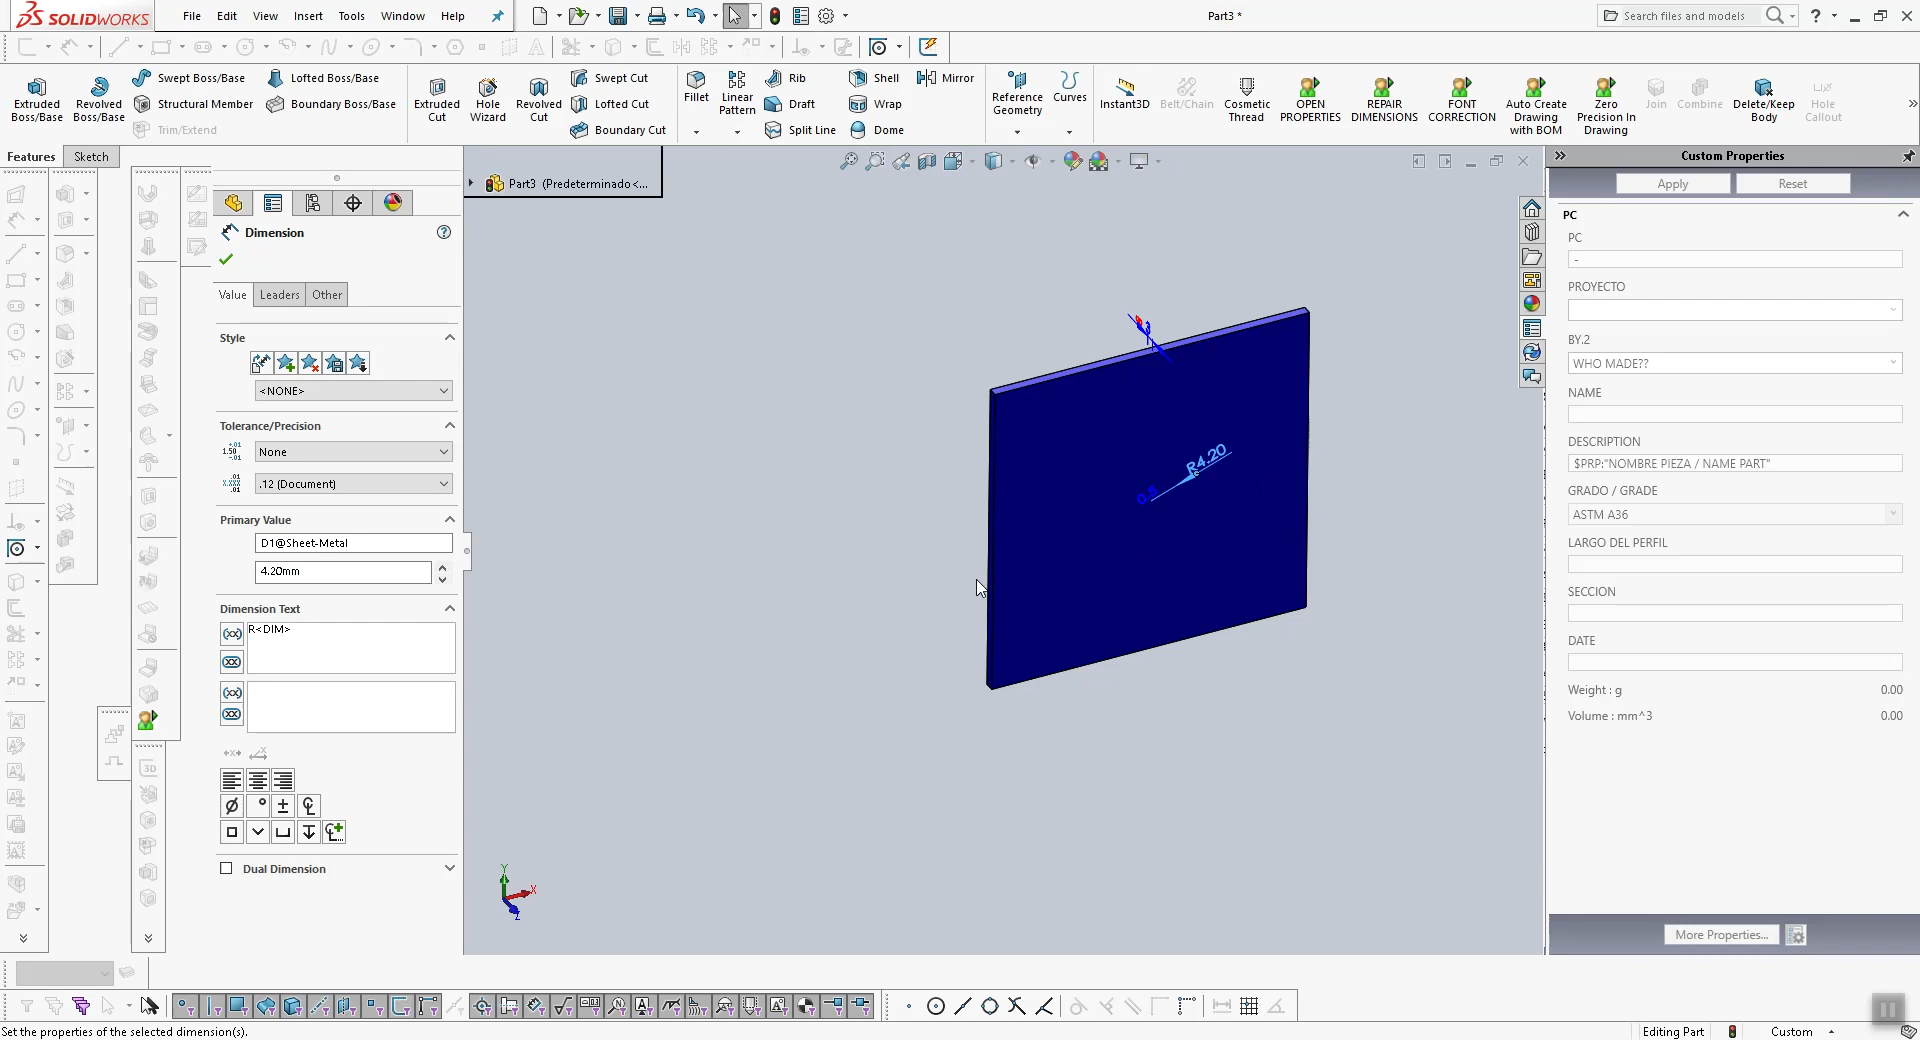 SOLIDWORKS
File Edit View Insert Tools Window Help
Part3 *
Search files and models
Extruded Boss/Base
Revolved Boss/Base
Swept Boss/Base
Structural Member
Trim/Extend
Lofted Boss/Base
Boundary Boss/Base
Extruded Cut
Hole Wizard
Revolved Cut
Swept Cut
Lofted Cut
Boundary Cut
Fillet
Linear Pattern
Rib
Draft
Split Line
Shell
Wrap
Dome
Mirror
Reference Geometry
Curves
Instant3D
Belt/Chain
Cosmetic Thread
OPEN PROPERTIES
REPAIR DIMENSIONS
FONT CORRECTION
Auto Create Drawing with BOM
Zero Precision In Drawing
Join
Combine
Delete/Keep Body
Hole Callout
Features Sketch
Part3 (Predeterminado<...
Dimension
Value Leaders Other
Style
<NONE>
Tolerance/Precision
None
.12 (Document)
Primary Value
D1@Sheet-Metal
4.20mm
Dimension Text
R<DIM>
Dual Dimension
R4.20
0.5
Y
X
Z
Custom Properties
Apply Reset
PC
PC
-
PROYECTO
BY.2
WHO MADE??
NAME
DESCRIPTION
$PRP:"NOMBRE PIEZA / NAME PART"
GRADO / GRADE
ASTM A36
LARGO DEL PERFIL
SECCION
DATE
Weight : g 0.00
Volume : mm^3 0.00
More Properties...
Set the properties of the selected dimension(s).
Editing Part
Custom